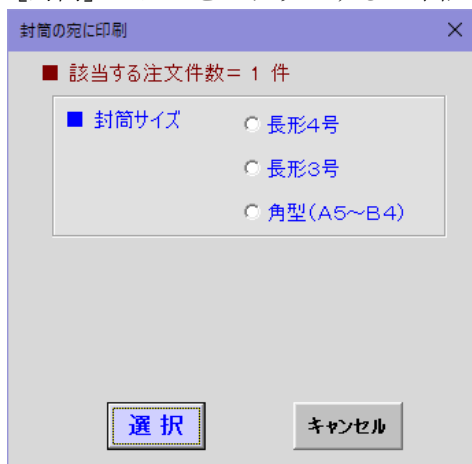 封筒の宛に印刷
■ 該当する注文件数= 1 件
■ 封筒サイズ
長形4号
長形3号
角型(A5～B4)
選 択
キャンセル